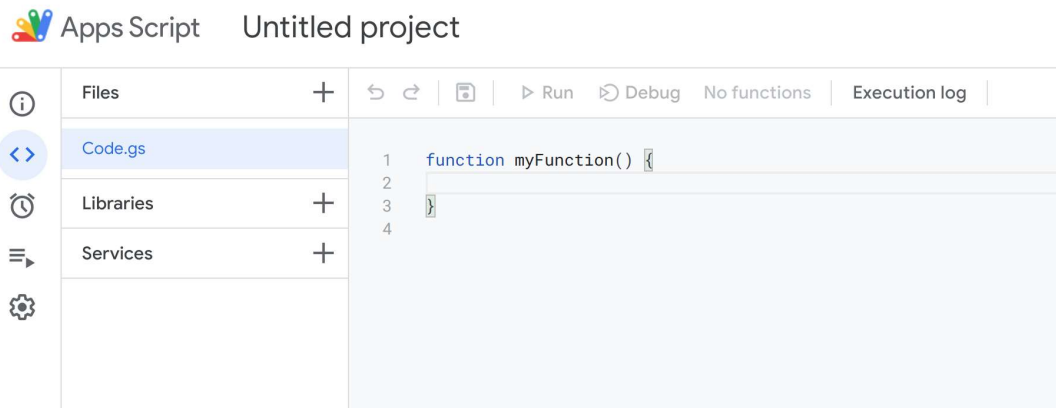 Apps Script Untitled project
Files
Run Debug No functions Execution log
Code.gs
Libraries
Services
1 function myFunction() {
2
3 }
4